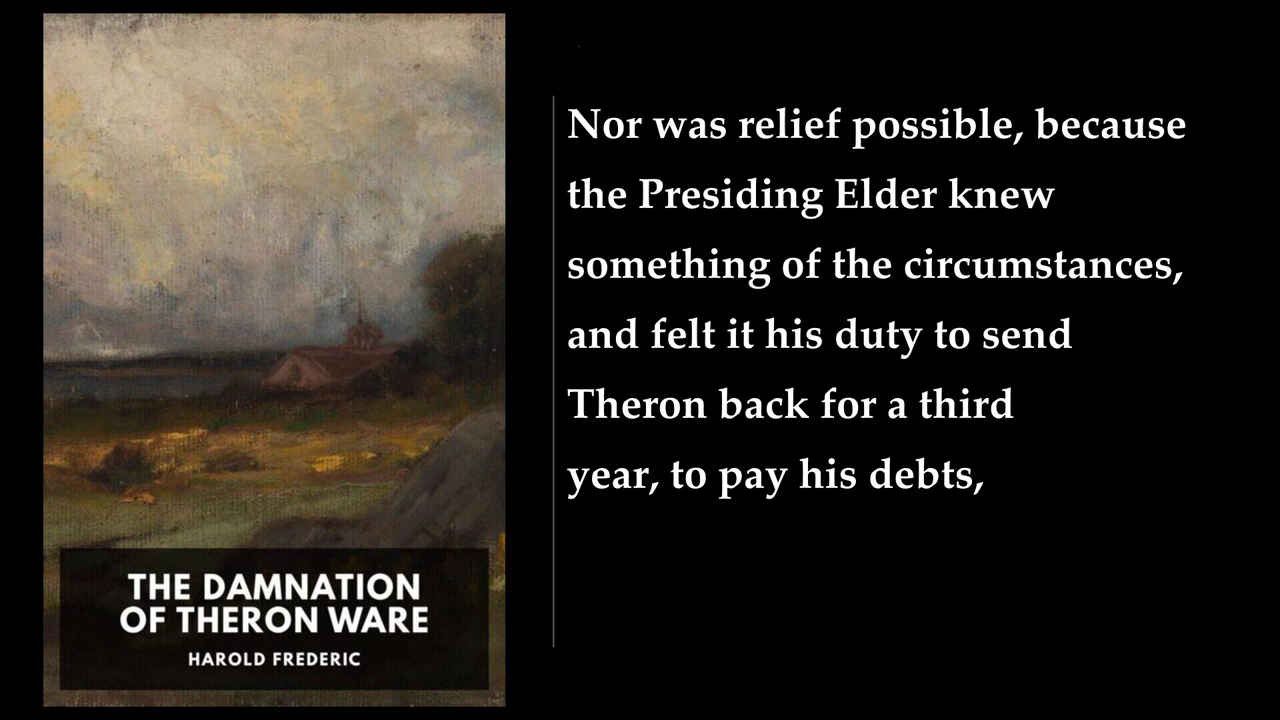 Nor was relief possible, because
the Presiding Elder knew
something of the circumstances,
and felt it his duty to send
Theron back for a third
year, to pay his debts,
THE DAMNATION
OF THERON WARE
HAROLD FREDERIC